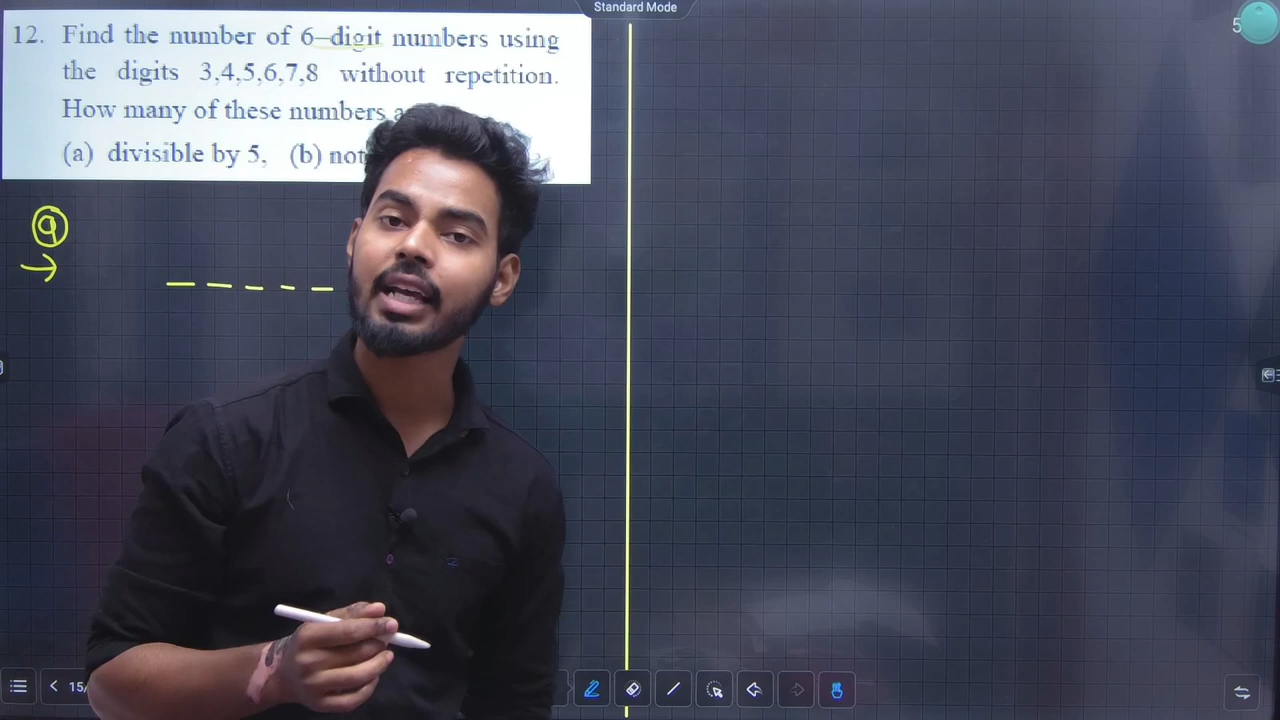 Standard Mode
5
12. Find the number of 6–digit numbers using
the digits 3,4,5,6,7,8 without repetition.
How many of these numbers
(a) divisible by 5, (b) not
a
15/